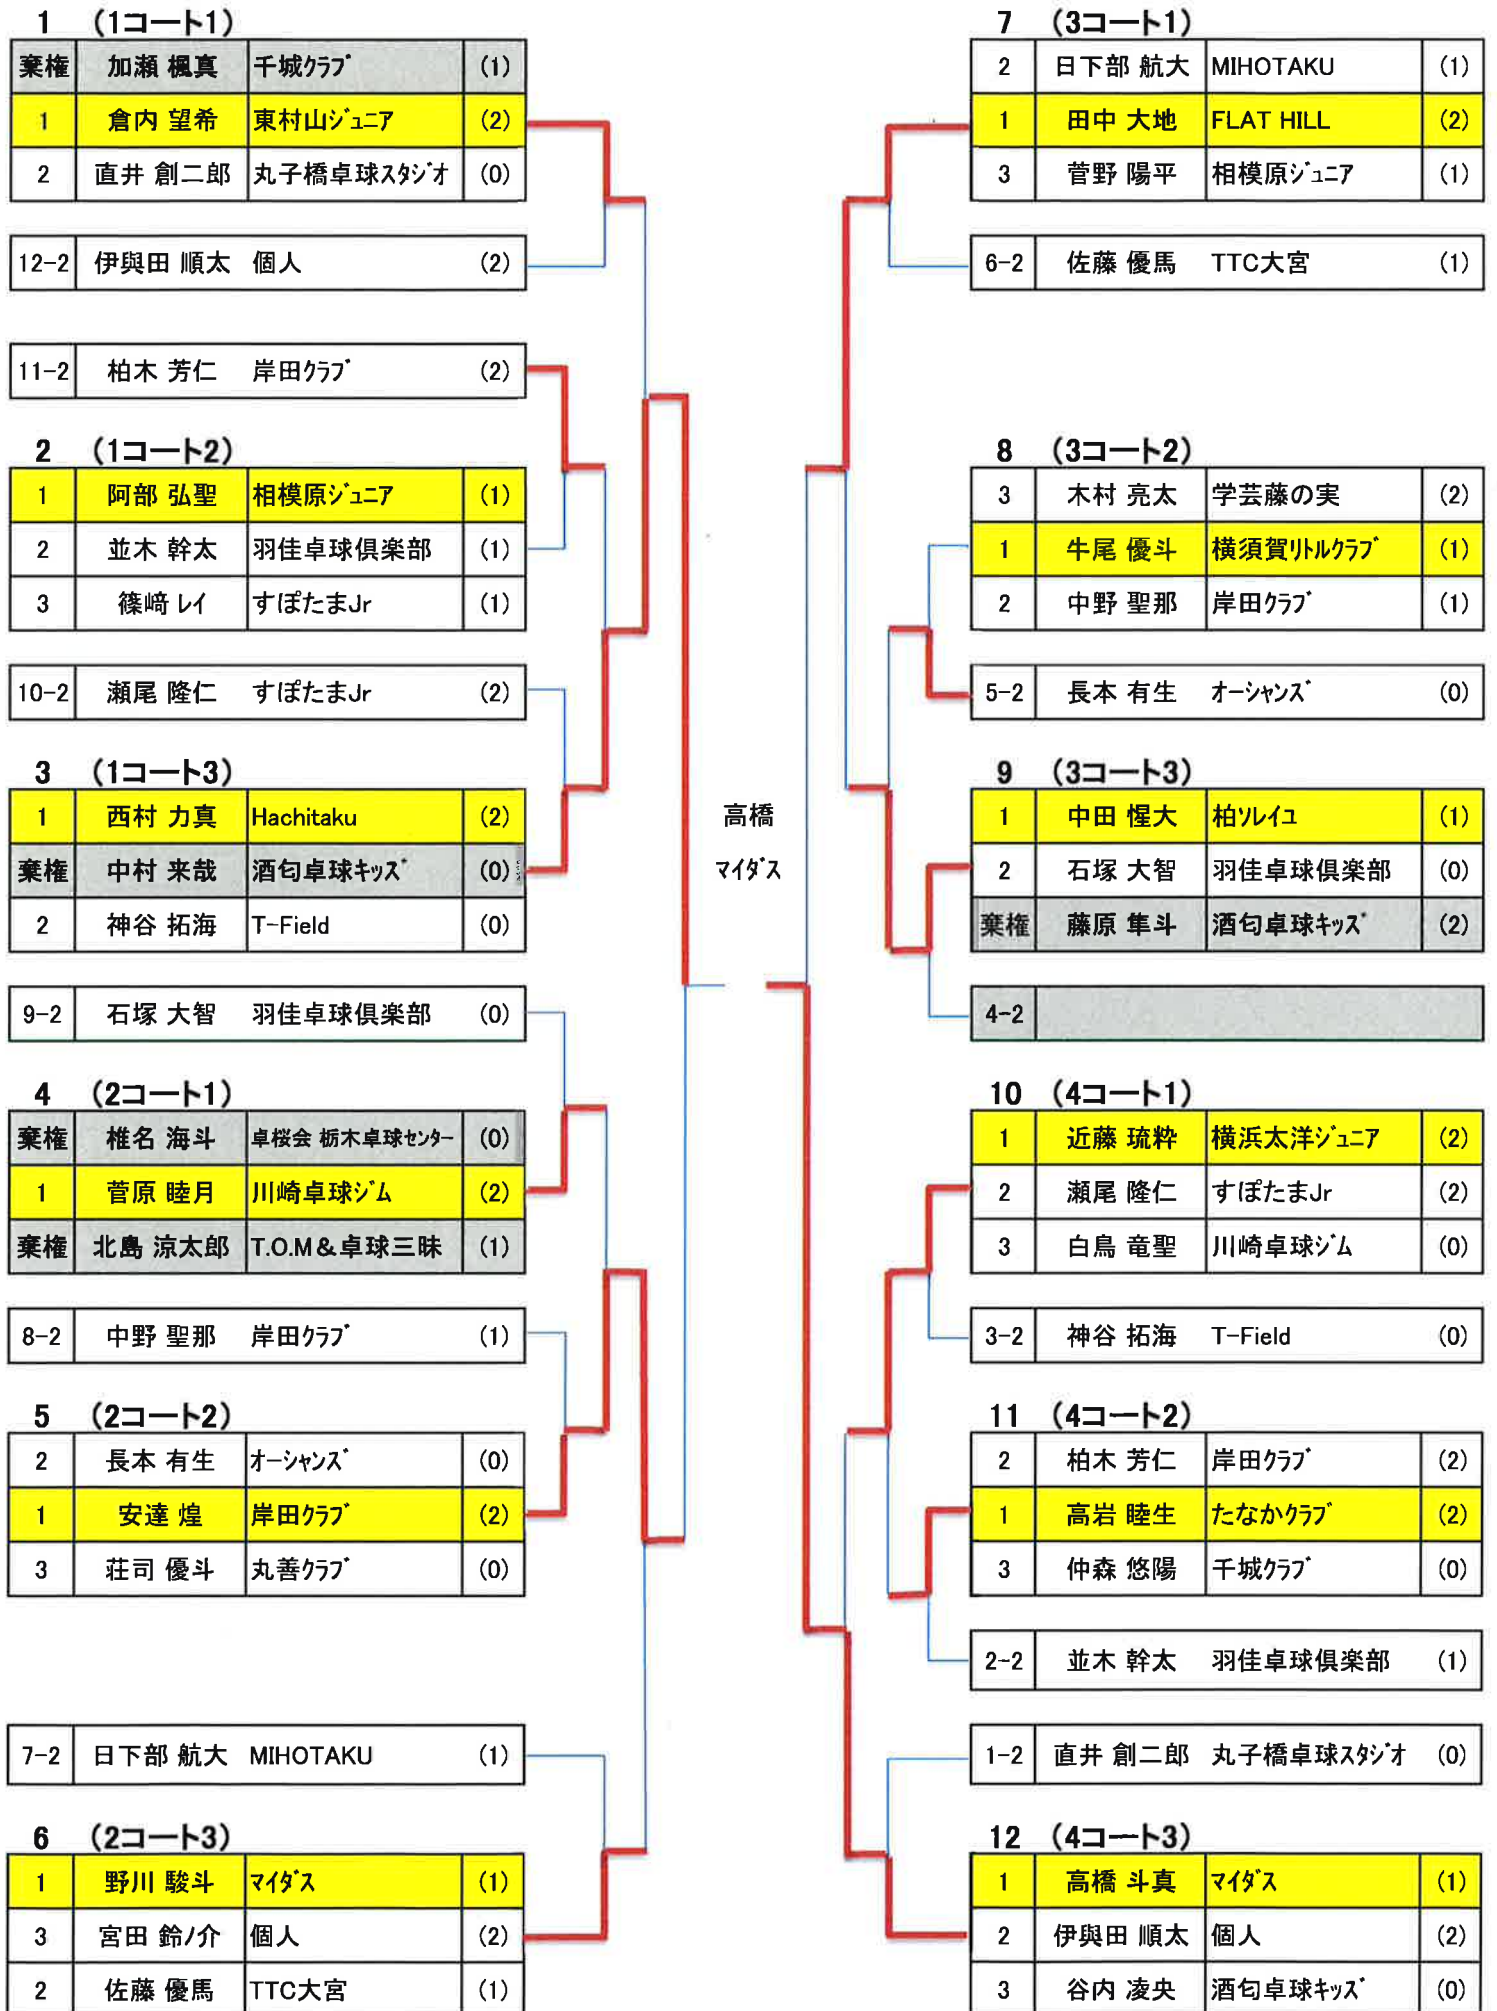 1 (1コート1)
棄権 加瀬 楓真 千城クラブ (1)
1 倉内 望希 東村山ジュニア (2)
2 直井 創二郎 丸子橋卓球スタジオ (0)
12-2 伊與田 順太 個人 (2)
11-2 柏木 芳仁 岸田クラブ (2)
2 (1コート2)
1 阿部 弘聖 相模原ジュニア (1)
2 並木 幹太 羽佳卓球倶楽部 (1)
3 篠﨑 レイ すぽたまJr (1)
10-2 瀬尾 隆仁 すぽたまJr (2)
3 (1コート3)
1 西村 力真 Hachitaku (2)
棄権 中村 来哉 酒匂卓球キッズ (0)
2 神谷 拓海 T-Field (0)
9-2 石塚 大智 羽佳卓球倶楽部 (0)
4 (2コート1)
棄権 椎名 海斗 卓桜会 栃木卓球センター (0)
1 菅原 睦月 川崎卓球ジム (2)
棄権 北島 涼太郎 T.O.M&卓球三昧 (1)
8-2 中野 聖那 岸田クラブ (1)
5 (2コート2)
2 長本 有生 オーシャンズ (0)
1 安達 煌 岸田クラブ (2)
3 荘司 優斗 丸善クラブ (0)
7-2 日下部 航大 MIHOTAKU (1)
6 (2コート3)
1 野川 駿斗 マイダス (1)
3 宮田 鈴ノ介 個人 (2)
2 佐藤 優馬 TTC大宮 (1)
高橋
マイダス
7 (3コート1)
2 日下部 航大 MIHOTAKU (1)
1 田中 大地 FLAT HILL (2)
3 菅野 陽平 相模原ジュニア (1)
6-2 佐藤 優馬 TTC大宮 (1)
8 (3コート2)
3 木村 亮太 学芸藤の実 (2)
1 牛尾 優斗 横須賀リトルクラブ (1)
2 中野 聖那 岸田クラブ (1)
5-2 長本 有生 オーシャンズ (0)
9 (3コート3)
1 中田 惺大 柏ソレイユ (1)
2 石塚 大智 羽佳卓球倶楽部 (0)
棄権 藤原 隼斗 酒匂卓球キッズ (2)
4-2
10 (4コート1)
1 近藤 琉粋 横浜太洋ジュニア (2)
2 瀬尾 隆仁 すぽたまJr (2)
3 白鳥 竜聖 川崎卓球ジム (0)
3-2 神谷 拓海 T-Field (0)
11 (4コート2)
2 柏木 芳仁 岸田クラブ (2)
1 高岩 睦生 たなかクラブ (2)
3 仲森 悠陽 千城クラブ (0)
2-2 並木 幹太 羽佳卓球倶楽部 (1)
1-2 直井 創二郎 丸子橋卓球スタジオ (0)
12 (4コート3)
1 高橋 斗真 マイダス (1)
2 伊與田 順太 個人 (2)
3 谷内 凌央 酒匂卓球キッズ (0)